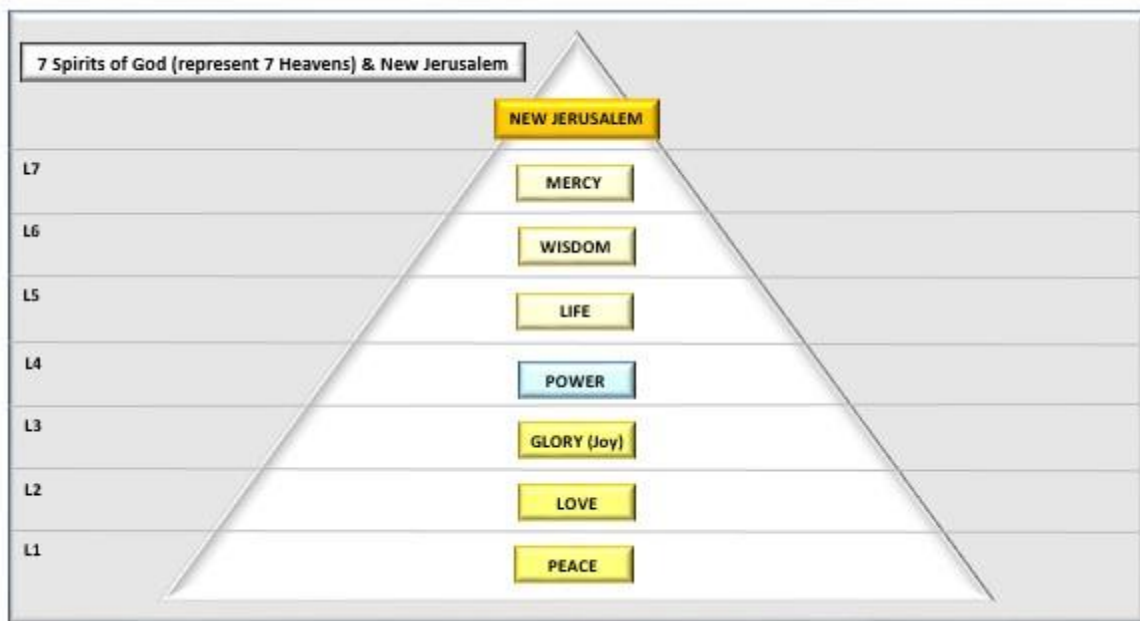 7 Spirits of God (represent 7 Heavens) & New Jerusalem
NEW JERUSALEM
L7
MERCY
L6
WISDOM
L5
LIFE
L4
POWER
L3
GLORY (Joy)
L2
LOVE
L1
PEACE